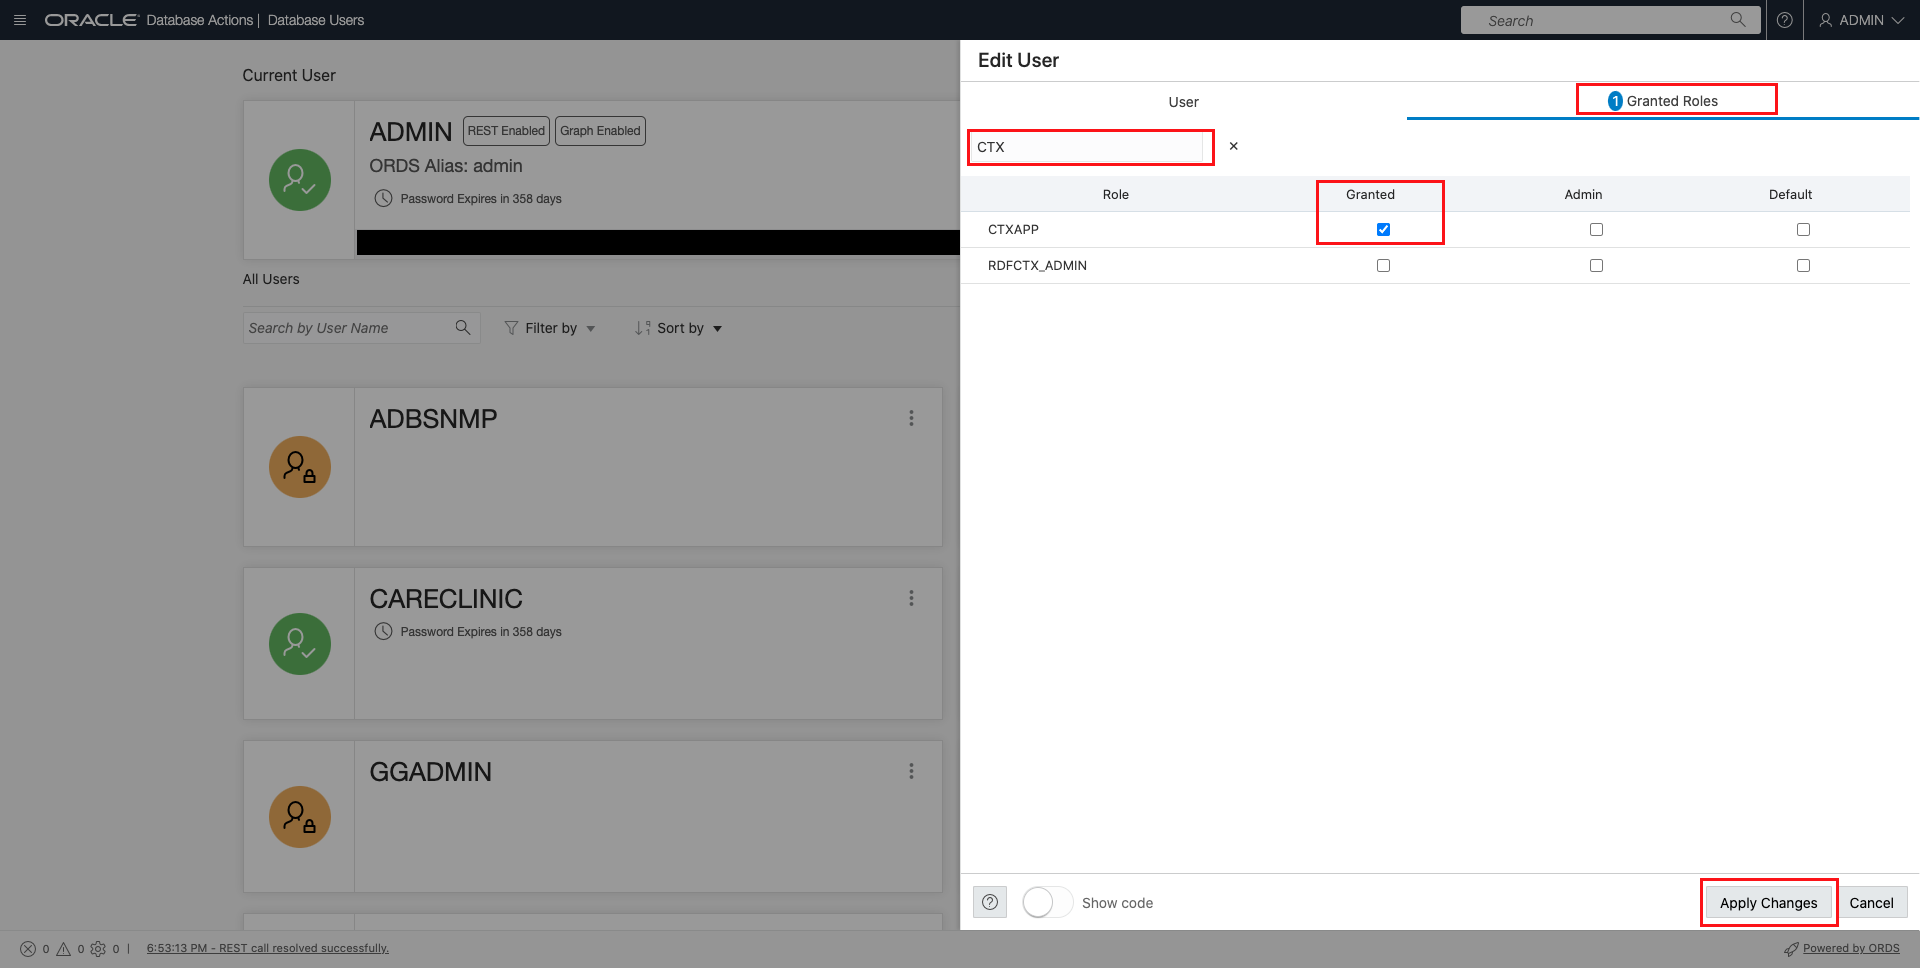 ORACLE Database Actions | Database Users
Search
ADMIN
Current User
ADMIN REST Enabled Graph Enabled
ORDS Alias: admin
Password Expires in 358 days
All Users
Search by User Name
Filter by
Sort by
ADBSNMP
CARECLINIC
Password Expires in 358 days
GGADMIN
Edit User
User
1 Granted Roles
CTX
Role Granted Admin Default
CTXAPP
RDFCTX_ADMIN
Show code
Apply Changes
Cancel
0 0 0 | 6:53:13 PM - REST call resolved successfully.
Powered by ORDS